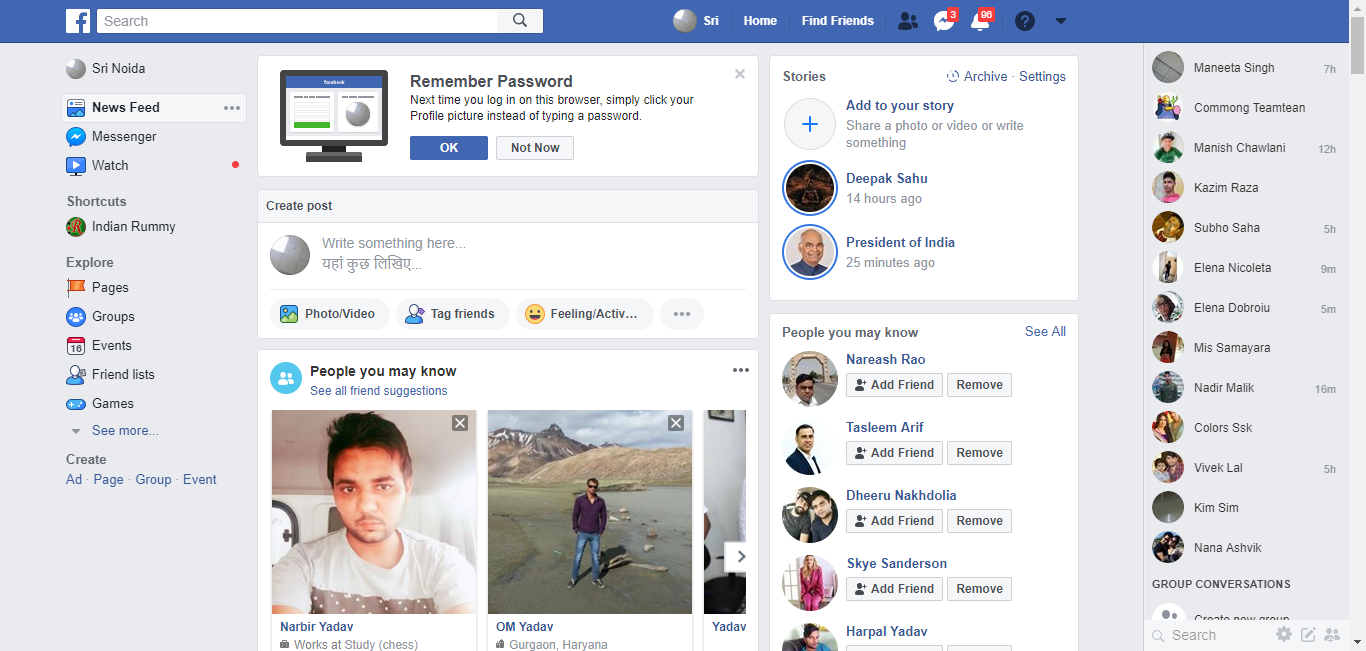 Search
Sri
Home
Find Friends
3
96
Sri Noida
News Feed
Messenger
Watch
Shortcuts
Indian Rummy
Explore
Pages
Groups
16
Events
Friend lists
Games
See more...
Create
Ad · Page · Group · Event
facebook
Remember Password
Next time you log in on this browser, simply click your
Profile picture instead of typing a password.
OK
Not Now
Create post
Write something here...
यहां कुछ लिखिए...
Photo/Video
Tag friends
Feeling/Activ...
People you may know
See all friend suggestions
Narbir Yadav
Works at Study (chess)
OM Yadav
Gurgaon, Haryana
Yadav
Stories
Archive · Settings
Add to your story
Share a photo or video or write
something
Deepak Sahu
14 hours ago
President of India
25 minutes ago
People you may know
See All
Nareash Rao
Add Friend
Remove
Tasleem Arif
Add Friend
Remove
Dheeru Nakhdolia
Add Friend
Remove
Skye Sanderson
Add Friend
Remove
Harpal Yadav
Add Friend
Remove
Maneeta Singh 7h
Commong Teamtean
Manish Chawlani 12h
Kazim Raza
Subho Saha 5h
Elena Nicoleta 9m
Elena Dobroiu 5m
Mis Samayara
Nadir Malik 16m
Colors Ssk
Vivek Lal 5h
Kim Sim
Nana Ashvik
GROUP CONVERSATIONS
Create new group
Search